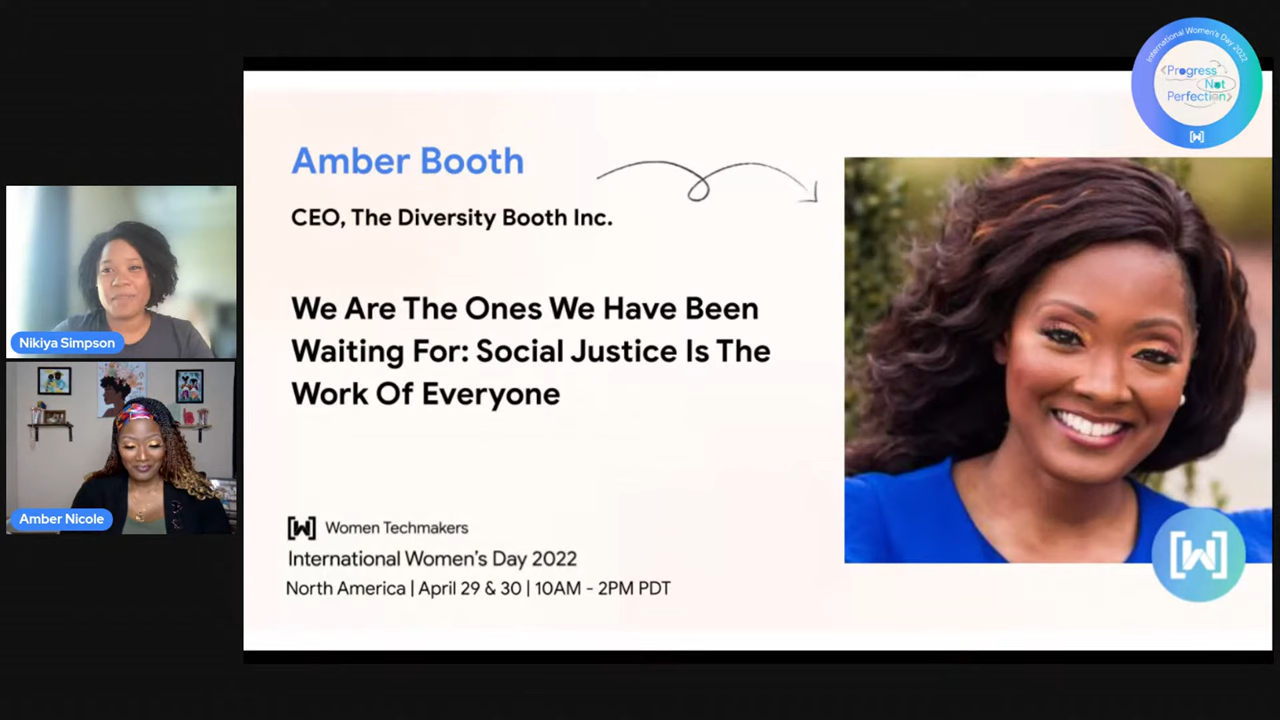 International Women's Day 2022
<Progress
Not
Perfection>
[W]
Amber Booth
CEO, The Diversity Booth Inc.
We Are The Ones We Have Been
Waiting For: Social Justice Is The
Work Of Everyone
Nikiya Simpson
Amber Nicole
[W] Women Techmakers
International Women's Day 2022
North America | April 29 & 30 | 10AM - 2PM PDT
[W]